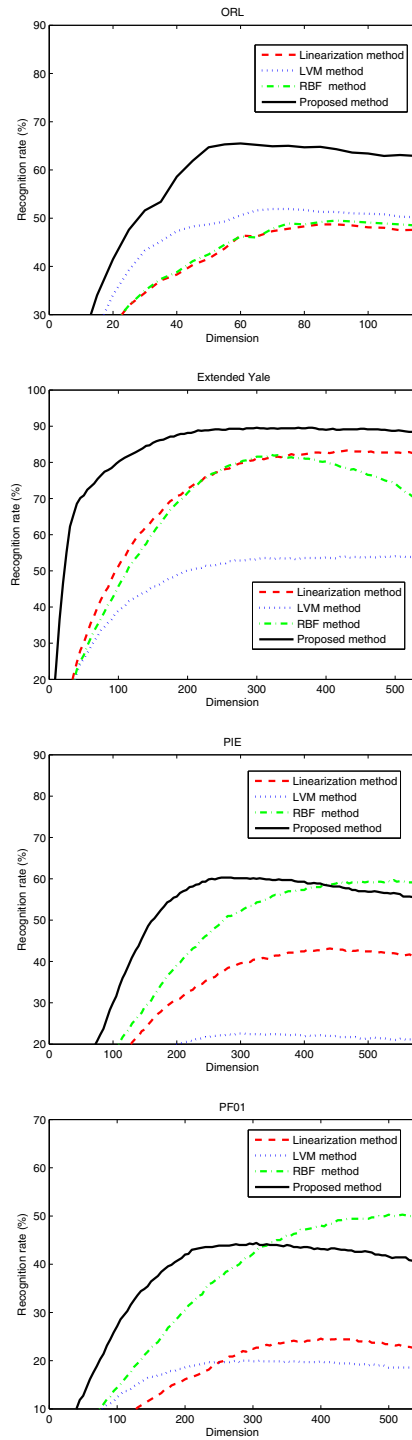 ORL
90
80
70
60
50
40
30
0 20 40 60 80 100
Recognition rate (%)
Dimension
Linearization method
LVM method
RBF method
Proposed method
Extended Yale
100
90
80
70
60
50
40
30
20
0 100 200 300 400 500
Recognition rate (%)
Dimension
Linearization method
LVM method
RBF method
Proposed method
PIE
90
80
70
60
50
40
30
20
0 100 200 300 400 500
Recognition rate (%)
Dimension
Linearization method
LVM method
RBF method
Proposed method
PF01
70
60
50
40
30
20
10
0 100 200 300 400 500
Recognition rate (%)
Dimension
Linearization method
LVM method
RBF method
Proposed method